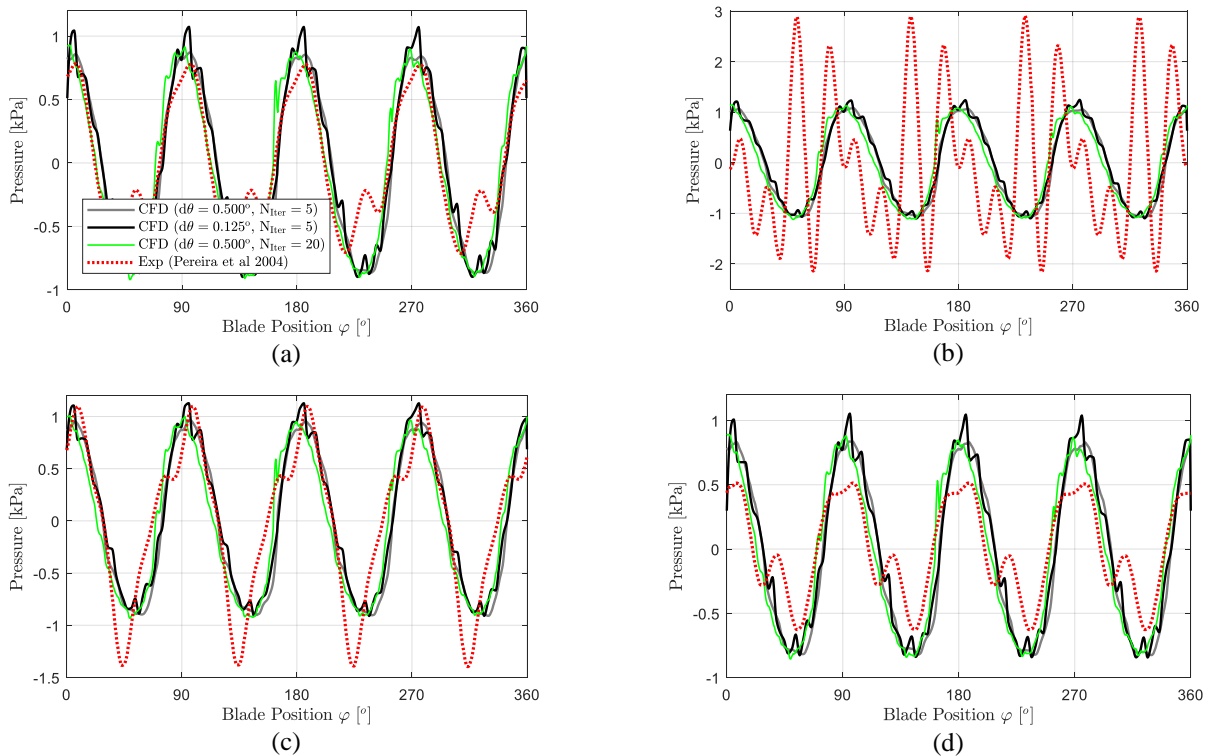 1
0.5
0
-0.5
-1
Pressure [kPa]
CFD (dθ = 0.500°, N_Iter = 5)
CFD (dθ = 0.125°, N_Iter = 5)
CFD (dθ = 0.500°, N_Iter = 20)
Exp (Pereira et al 2004)
0 90 180 270 360
Blade Position φ [°]
(a)
3
2
1
0
-1
-2
Pressure [kPa]
0 90 180 270 360
Blade Position φ [°]
(b)
1
0.5
0
-0.5
-1
-1.5
Pressure [kPa]
0 90 180 270 360
Blade Position φ [°]
(c)
1
0.5
0
-0.5
-1
Pressure [kPa]
0 90 180 270 360
Blade Position φ [°]
(d)